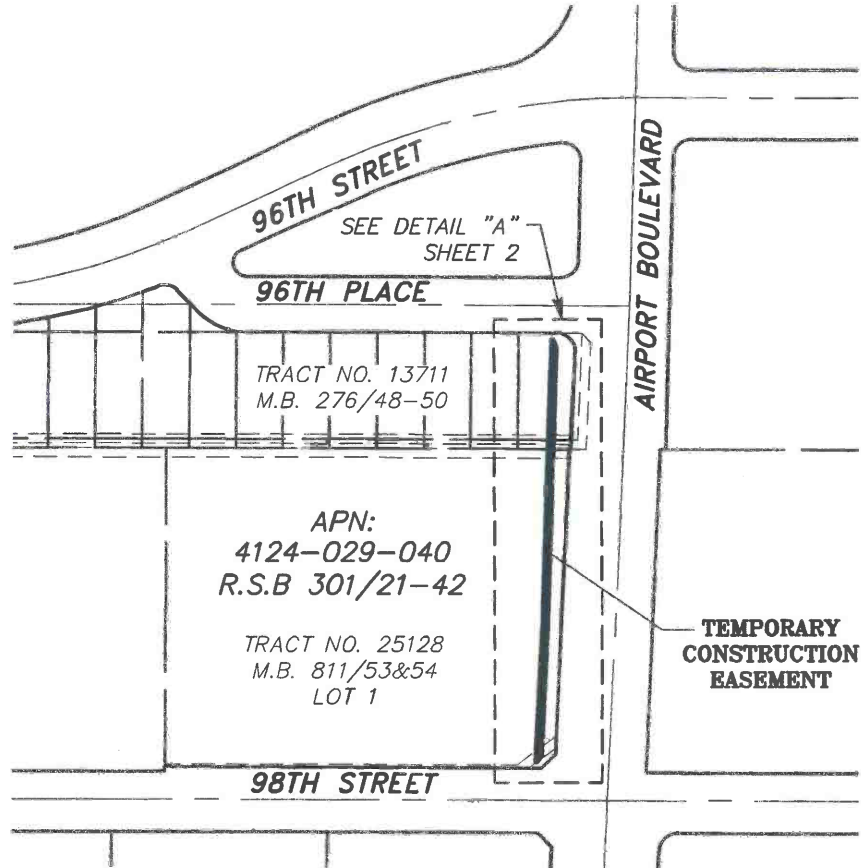 96TH STREET
SEE DETAIL "A"
SHEET 2
96TH PLACE
AIRPORT BOULEVARD
TRACT NO. 13711
M.B. 276/48-50
APN:
4124-029-040
R.S.B 301/21-42
TRACT NO. 25128
M.B. 811/53&54
LOT 1
TEMPORARY
CONSTRUCTION
EASEMENT
98TH STREET